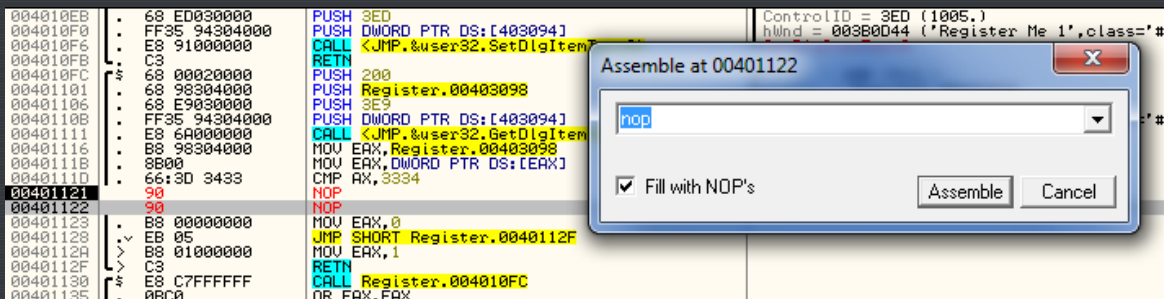 004010EB . 68 ED030000 PUSH 3ED ControlID = 3ED (1005.)
004010F0 . FF35 94304000 PUSH DWORD PTR DS:[403094] hWnd = 003B0D44 ('Register Me 1',class='#
004010F6 . E8 91000000 CALL <JMP.&user32.SetDlgItem
004010FB . C3 RETN
004010FC $ 68 00020000 PUSH 200
00401101 . 68 98304000 PUSH Register.00403098
00401106 . 68 E9030000 PUSH 3E9
0040110B . FF35 94304000 PUSH DWORD PTR DS:[403094] ='#
00401111 . E8 6A000000 CALL <JMP.&user32.GetDlgItem
00401116 . B8 98304000 MOV EAX,Register.00403098
0040111B . 8B00 MOV EAX,DWORD PTR DS:[EAX]
0040111D . 66:3D 3433 CMP AX,3334
00401121 90 NOP
00401122 90 NOP
00401123 . B8 00000000 MOV EAX,0
00401128 . EB 05 JMP SHORT Register.0040112F
0040112A > B8 01000000 MOV EAX,1
0040112F > C3 RETN
00401130 $ E8 C7FFFFFF CALL Register.004010FC
00401135 . 0BC0 OR EAX,EAX
Assemble at 00401122
nop
Fill with NOP's
Assemble
Cancel